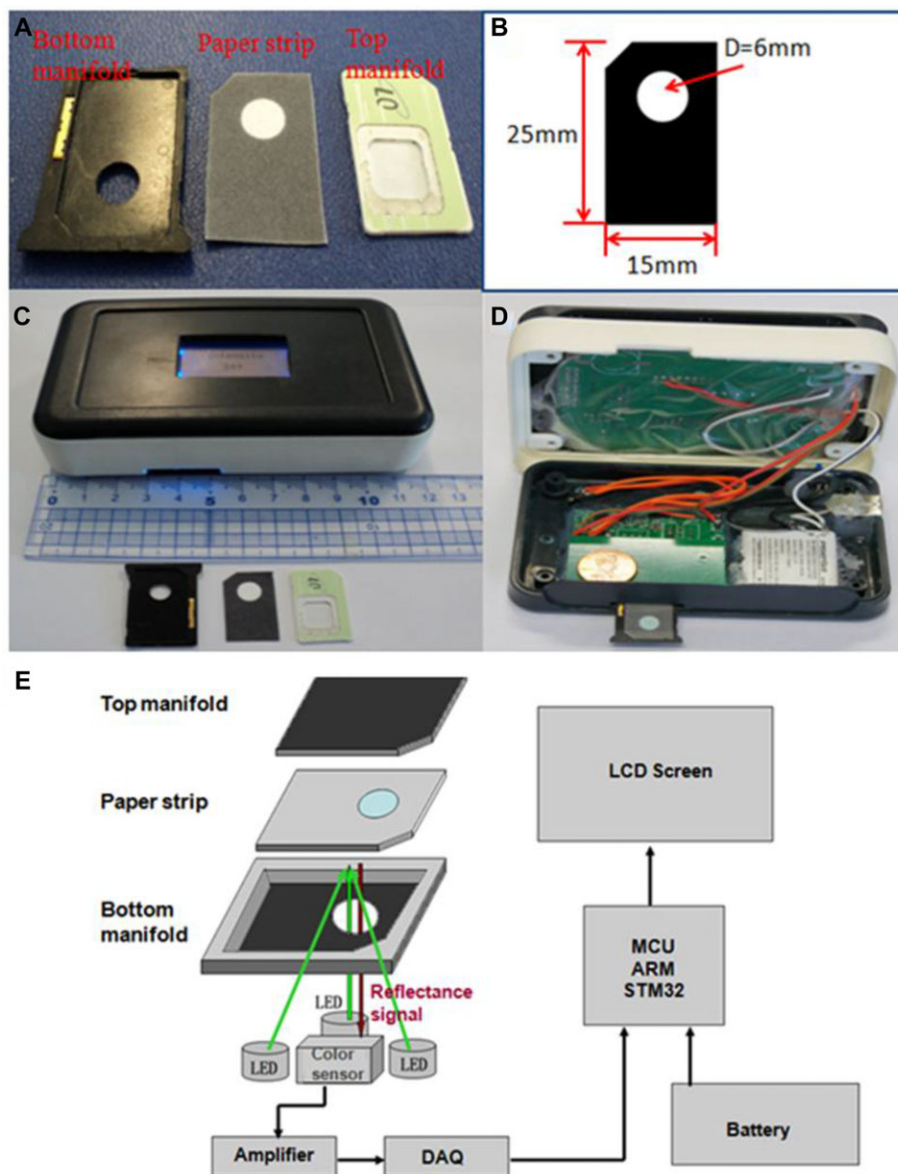 A
Bottom manifold
Paper strip
Top manifold
B
D=6mm
25mm
15mm
C
0 1 2 3 4 5 6 7 8 9 10 11 12 13
D
E
Top manifold
Paper strip
Bottom manifold
LED
Reflectance signal
LED
Color sensor
LED
Amplifier
DAQ
LCD Screen
MCU
ARM
STM32
Battery